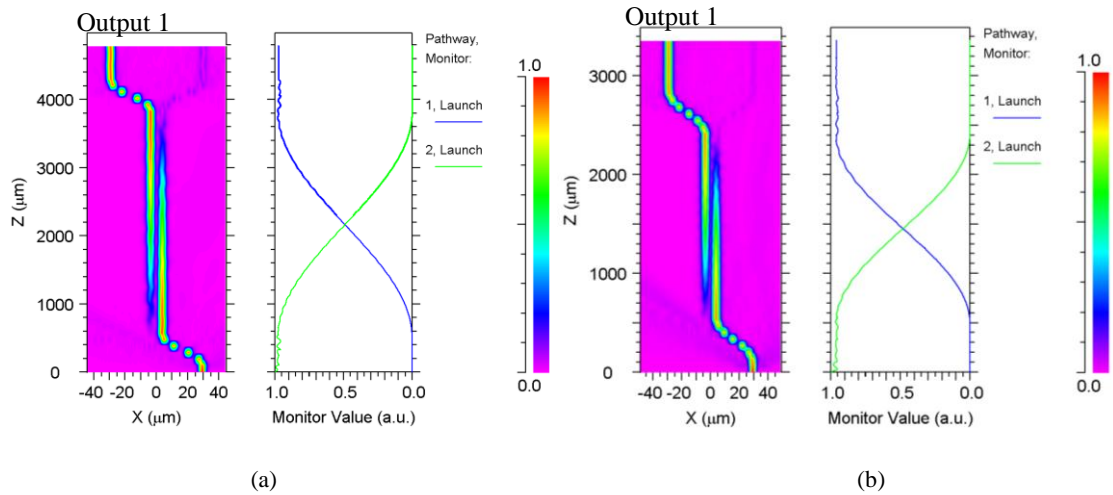 Output 1
Pathway,
Monitor:
1, Launch
2, Launch
1.0
0.0
4000
3000
2000
1000
0
Z (μm)
-40 -20 0 20 40
X (μm)
1.0 0.5 0.0
Monitor Value (a.u.)
(a)
Output 1
Pathway,
Monitor:
1, Launch
2, Launch
1.0
0.0
3000
2000
1000
0
Z (μm)
-40 -20 0 20 40
X (μm)
1.0 0.5 0.0
Monitor Value (a.u.)
(b)